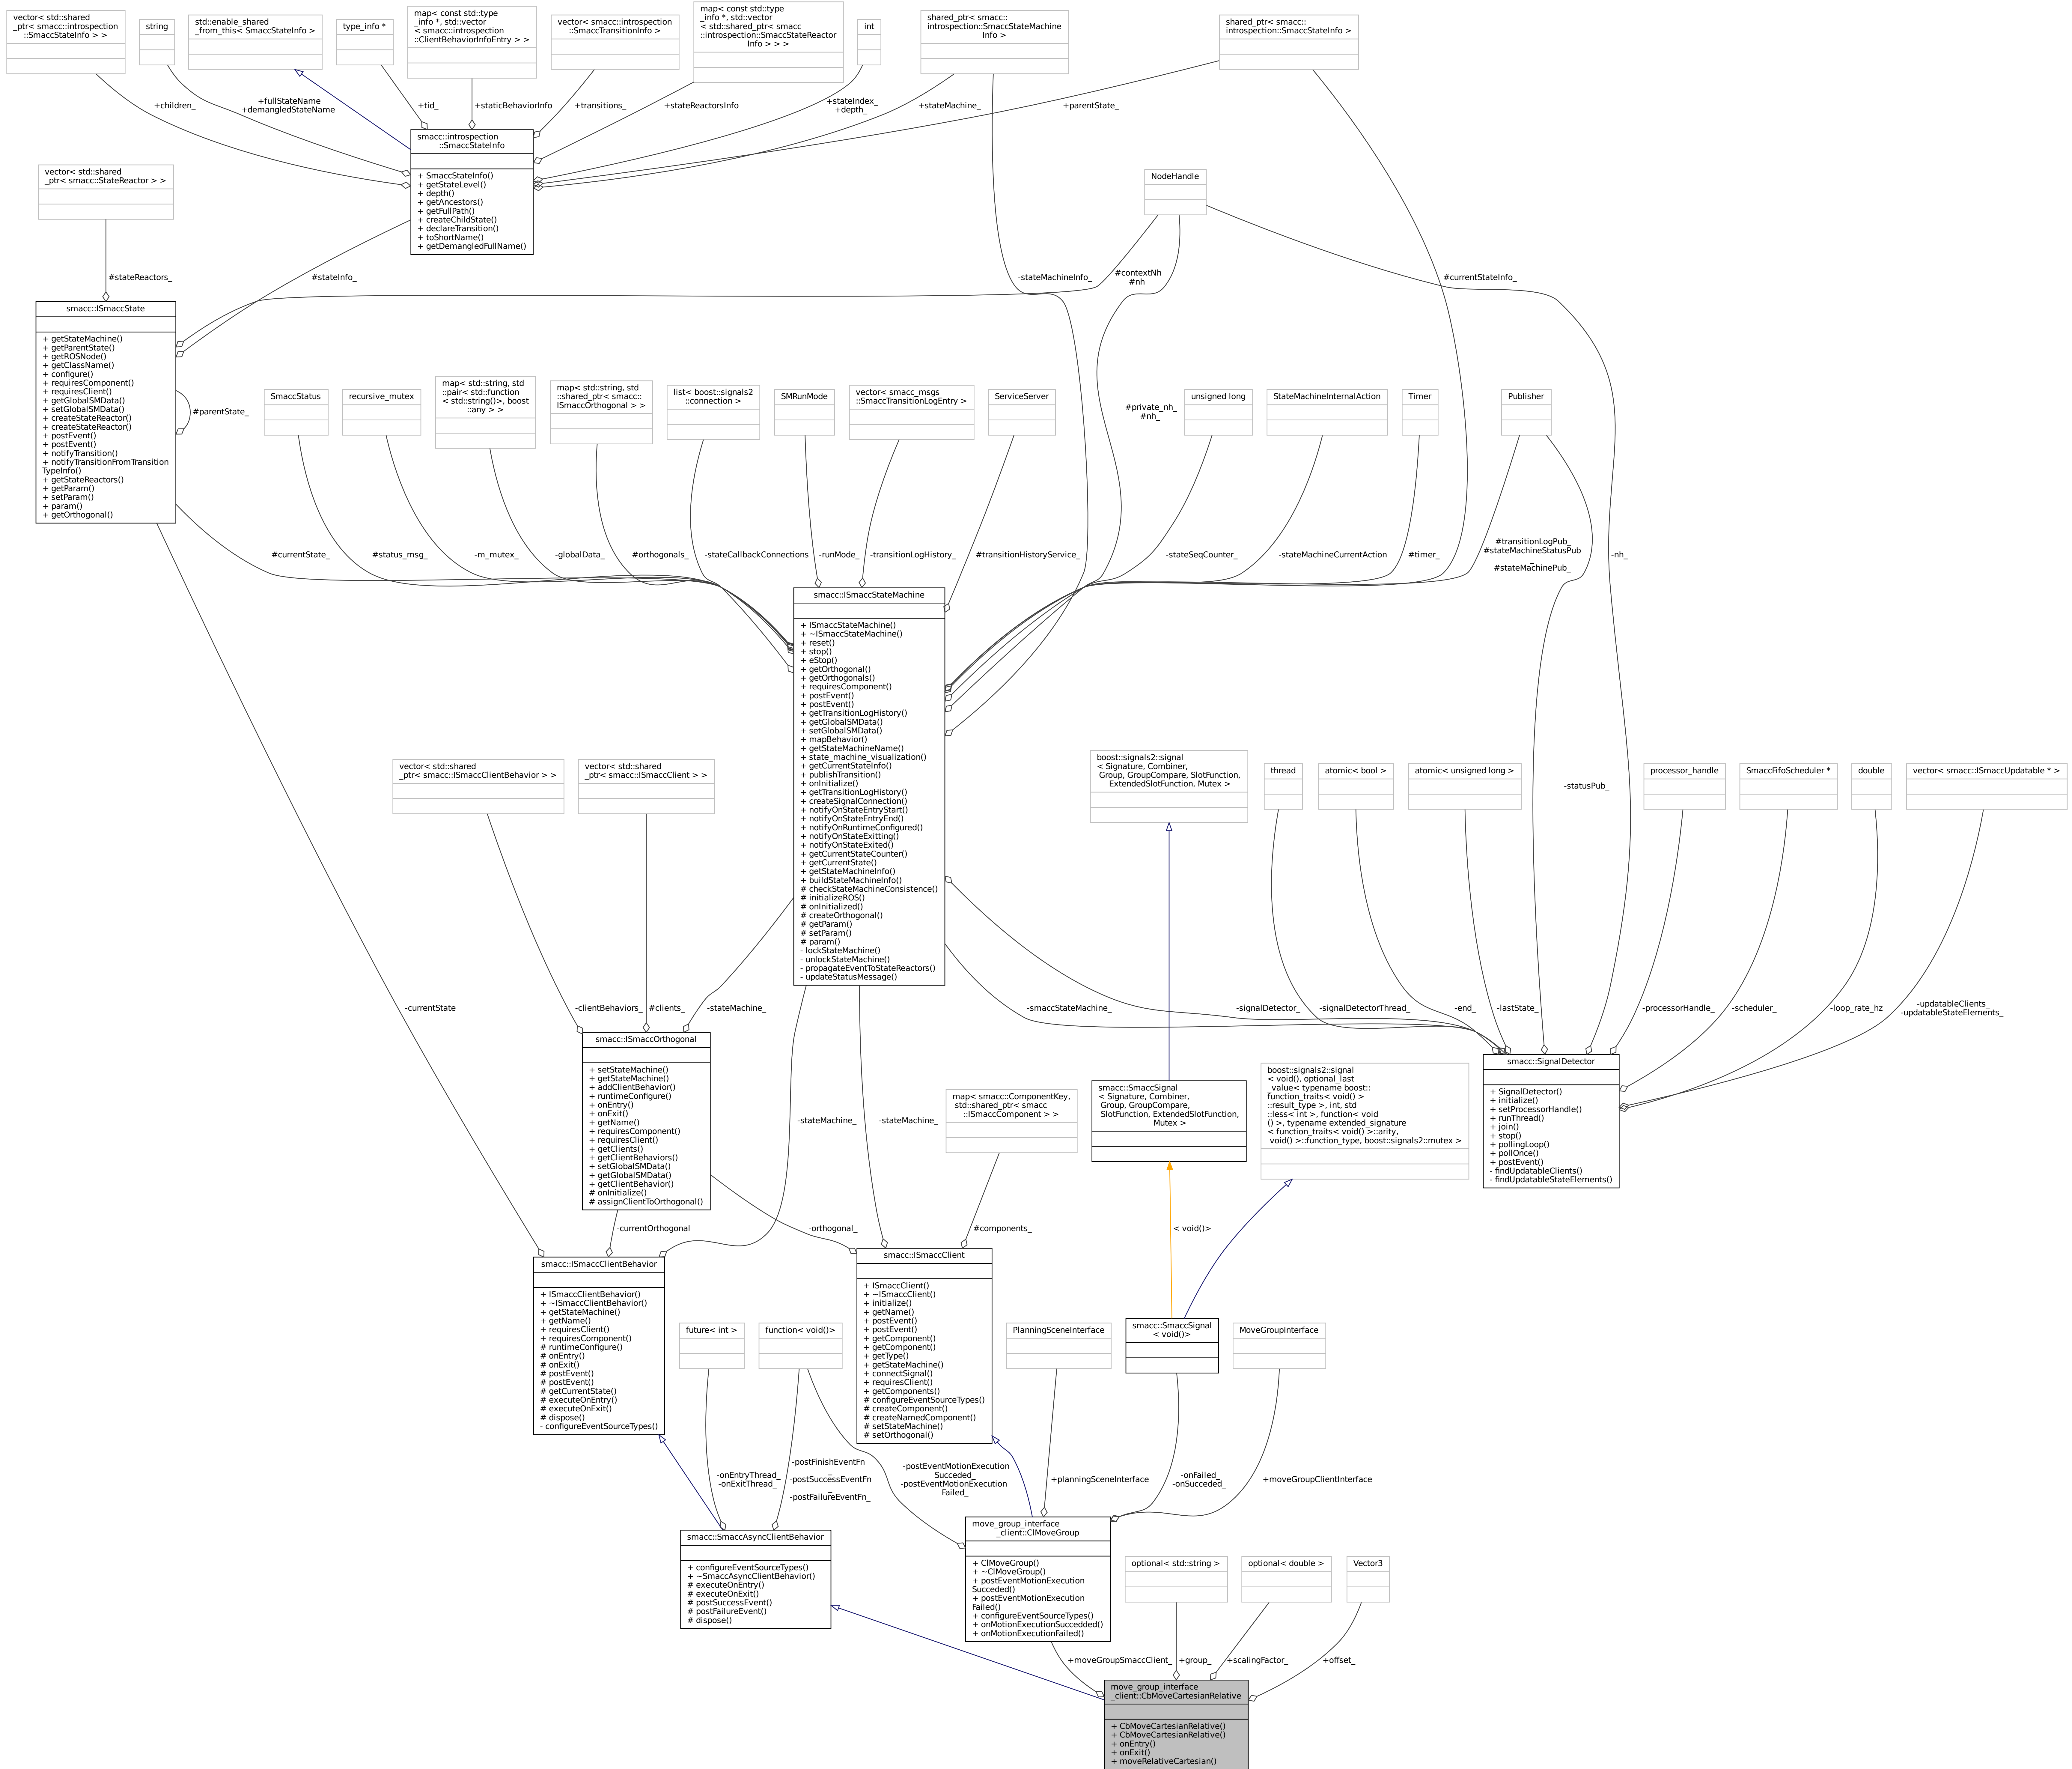 vector< std::shared
_ptr< smacc::introspection
::SmaccStateInfo > >
string
std::enable_shared
_from_this< SmaccStateInfo >
type_info *
map< const std::type
_info *, std::vector
< smacc::introspection
::ClientBehaviorInfoEntry > >
vector< smacc::introspection
::SmaccTransitionInfo >
map< const std::type
_info *, std::vector
< std::shared_ptr< smacc
::introspection::SmaccStateReactor
Info > > >
int
shared_ptr< smacc::
introspection::SmaccStateMachine
Info >
shared_ptr< smacc::
introspection::SmaccStateInfo >
+children_
+fullStateName
+demangledStateName
+tid_
+staticBehaviorInfo
+transitions_
+stateReactorsInfo
+stateIndex_
+depth_
+stateMachine_
+parentState_
smacc::introspection
::SmaccStateInfo
+ SmaccStateInfo()
+ getStateLevel()
+ depth()
+ getAncestors()
+ getFullPath()
+ createChildState()
+ declareTransition()
+ toShortName()
+ getDemangledFullName()
vector< std::shared
_ptr< smacc::StateReactor > >
NodeHandle
#stateReactors_
#stateInfo_
-stateMachineInfo_
#contextNh
#nh
#currentStateInfo_
smacc::ISmaccState
+ getStateMachine()
+ getParentState()
+ getROSNode()
+ getClassName()
+ configure()
+ requiresComponent()
+ requiresClient()
+ getGlobalSMData()
+ setGlobalSMData()
+ createStateReactor()
+ createStateReactor()
+ postEvent()
+ postEvent()
+ notifyTransition()
+ notifyTransitionFromTransition
TypeInfo()
+ getStateReactors()
+ getParam()
+ setParam()
+ param()
+ getOrthogonal()
#parentState_
SmaccStatus
recursive_mutex
map< std::string, std
::pair< std::function
< std::string()>, boost
::any > >
map< std::string, std
::shared_ptr< smacc::
ISmaccOrthogonal > >
list< boost::signals2
::connection >
SMRunMode
vector< smacc_msgs
::SmaccTransitionLogEntry >
ServiceServer
#private_nh_
#nh_
unsigned long
StateMachineInternalAction
Timer
Publisher
#currentState_
#status_msg_
-m_mutex_
-globalData_
#orthogonals_
-stateCallbackConnections
-runMode_
-transitionLogHistory_
#transitionHistoryService_
-stateSeqCounter_
-stateMachineCurrentAction
#timer_
#transitionLogPub_
#stateMachineStatusPub
_
#stateMachinePub_
-nh_
smacc::ISmaccStateMachine
+ ISmaccStateMachine()
+ ~ISmaccStateMachine()
+ reset()
+ stop()
+ eStop()
+ getOrthogonal()
+ getOrthogonals()
+ requiresComponent()
+ postEvent()
+ postEvent()
+ getTransitionLogHistory()
+ getGlobalSMData()
+ setGlobalSMData()
+ mapBehavior()
+ getStateMachineName()
+ state_machine_visualization()
+ getCurrentStateInfo()
+ publishTransition()
+ onInitialize()
+ getTransitionLogHistory()
+ createSignalConnection()
+ notifyOnStateEntryStart()
+ notifyOnStateEntryEnd()
+ notifyOnRuntimeConfigured()
+ notifyOnStateExitting()
+ notifyOnStateExited()
+ getCurrentStateCounter()
+ getCurrentState()
+ getStateMachineInfo()
+ buildStateMachineInfo()
# checkStateMachineConsistence()
# initializeROS()
# onInitialized()
# createOrthogonal()
# getParam()
# setParam()
# param()
- lockStateMachine()
- unlockStateMachine()
- propagateEventToStateReactors()
- updateStatusMessage()
vector< std::shared
_ptr< smacc::ISmaccClientBehavior > >
vector< std::shared
_ptr< smacc::ISmaccClient > >
boost::signals2::signal
< Signature, Combiner,
Group, GroupCompare, SlotFunction,
ExtendedSlotFunction, Mutex >
thread
atomic< bool >
atomic< unsigned long >
-statusPub_
processor_handle
SmaccFifoScheduler *
double
vector< smacc::ISmaccUpdatable * >
-currentState
-clientBehaviors_
#clients_
-stateMachine_
-smaccStateMachine_
-signalDetector_
-signalDetectorThread_
-end_
-lastState_
-processorHandle_
-scheduler_
-loop_rate_hz
-updatableClients_
-updatableStateElements_
smacc::ISmaccOrthogonal
+ setStateMachine()
+ getStateMachine()
+ addClientBehavior()
+ runtimeConfigure()
+ onEntry()
+ onExit()
+ getName()
+ requiresComponent()
+ requiresClient()
+ getClients()
+ getClientBehaviors()
+ setGlobalSMData()
+ getGlobalSMData()
+ getClientBehavior()
# onInitialize()
# assignClientToOrthogonal()
-stateMachine_
-stateMachine_
map< smacc::ComponentKey,
std::shared_ptr< smacc
::ISmaccComponent > >
smacc::SmaccSignal
< Signature, Combiner,
Group, GroupCompare,
SlotFunction, ExtendedSlotFunction,
Mutex >
boost::signals2::signal
< void(), optional_last
_value< typename boost::
function_traits< void() >
::result_type >, int, std
::less< int >, function< void
() >, typename extended_signature
< function_traits< void() >::arity,
void() >::function_type, boost::signals2::mutex >
smacc::SignalDetector
+ SignalDetector()
+ initialize()
+ setProcessorHandle()
+ runThread()
+ join()
+ stop()
+ pollingLoop()
+ pollOnce()
+ postEvent()
- findUpdatableClients()
- findUpdatableStateElements()
-currentOrthogonal
-orthogonal_
#components_
< void()>
smacc::ISmaccClientBehavior
+ ISmaccClientBehavior()
+ ~ISmaccClientBehavior()
+ getStateMachine()
+ getName()
+ requiresClient()
+ requiresComponent()
# runtimeConfigure()
# onEntry()
# onExit()
# postEvent()
# postEvent()
# getCurrentState()
# executeOnEntry()
# executeOnExit()
# dispose()
- configureEventSourceTypes()
smacc::ISmaccClient
+ ISmaccClient()
+ ~ISmaccClient()
+ initialize()
+ getName()
+ postEvent()
+ postEvent()
+ getComponent()
+ getComponent()
+ getType()
+ getStateMachine()
+ connectSignal()
+ requiresClient()
+ getComponents()
# configureEventSourceTypes()
# createComponent()
# createNamedComponent()
# setStateMachine()
# setOrthogonal()
future< int >
function< void()>
PlanningSceneInterface
smacc::SmaccSignal
< void()>
MoveGroupInterface
-onEntryThread_
-onExitThread_
-postFinishEventFn
_
-postSuccessEventFn
_
-postFailureEventFn_
-postEventMotionExecution
Succeded_
-postEventMotionExecution
Failed_
+planningSceneInterface
-onFailed_
-onSucceded_
+moveGroupClientInterface
smacc::SmaccAsyncClientBehavior
+ configureEventSourceTypes()
+ ~SmaccAsyncClientBehavior()
# executeOnEntry()
# executeOnExit()
# postSuccessEvent()
# postFailureEvent()
# dispose()
move_group_interface
_client::ClMoveGroup
+ ClMoveGroup()
+ ~ClMoveGroup()
+ postEventMotionExecution
Succeded()
+ postEventMotionExecution
Failed()
+ configureEventSourceTypes()
+ onMotionExecutionSuccedded()
+ onMotionExecutionFailed()
optional< std::string >
optional< double >
Vector3
+moveGroupSmaccClient_
+group_
+scalingFactor_
+offset_
move_group_interface
_client::CbMoveCartesianRelative
+ CbMoveCartesianRelative()
+ CbMoveCartesianRelative()
+ onEntry()
+ onExit()
+ moveRelativeCartesian()